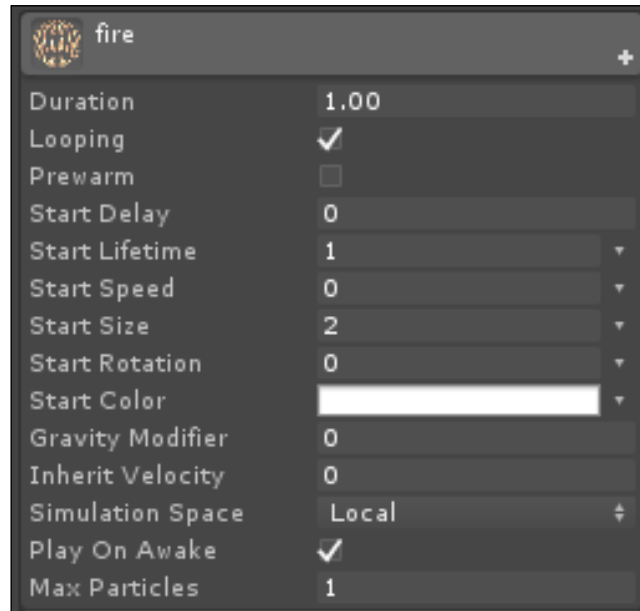 fire
Duration 1.00
Looping
Prewarm
Start Delay 0
Start Lifetime 1
Start Speed 0
Start Size 2
Start Rotation 0
Start Color
Gravity Modifier 0
Inherit Velocity 0
Simulation Space Local
Play On Awake
Max Particles 1